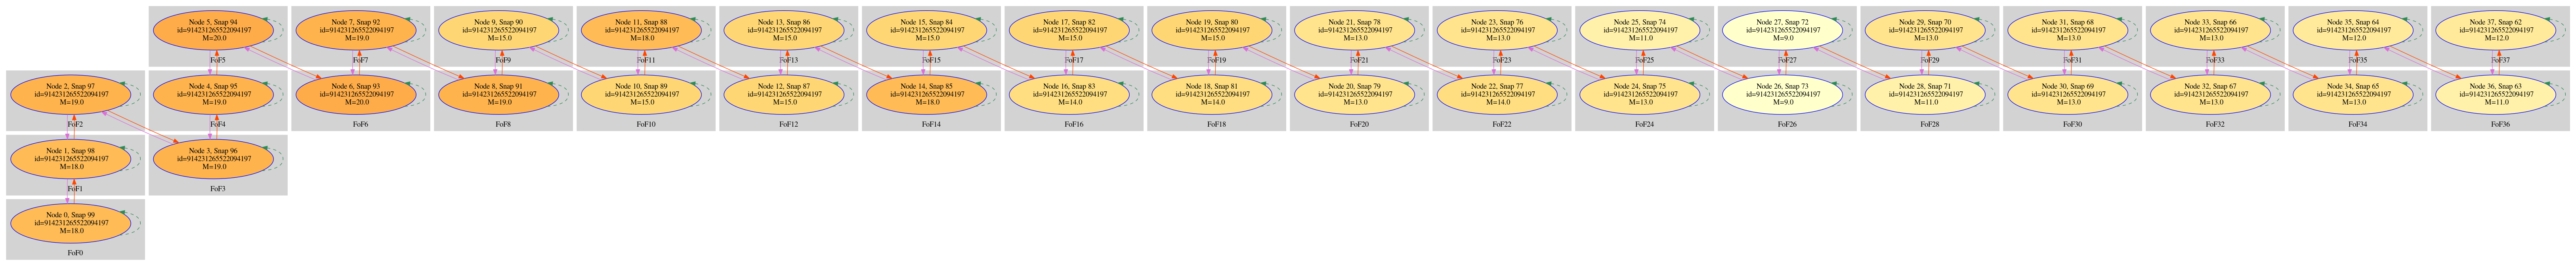 Node 5, Snap 94
id=914231265522094197
M=20.0
FoF5
Node 7, Snap 92
id=914231265522094197
M=19.0
FoF7
Node 9, Snap 90
id=914231265522094197
M=15.0
FoF9
Node 11, Snap 88
id=914231265522094197
M=18.0
FoF11
Node 13, Snap 86
id=914231265522094197
M=15.0
FoF13
Node 15, Snap 84
id=914231265522094197
M=15.0
FoF15
Node 17, Snap 82
id=914231265522094197
M=15.0
FoF17
Node 19, Snap 80
id=914231265522094197
M=15.0
FoF19
Node 21, Snap 78
id=914231265522094197
M=13.0
FoF21
Node 23, Snap 76
id=914231265522094197
M=13.0
FoF23
Node 25, Snap 74
id=914231265522094197
M=11.0
FoF25
Node 27, Snap 72
id=914231265522094197
M=9.0
FoF27
Node 29, Snap 70
id=914231265522094197
M=13.0
FoF29
Node 31, Snap 68
id=914231265522094197
M=13.0
FoF31
Node 33, Snap 66
id=914231265522094197
M=13.0
FoF33
Node 35, Snap 64
id=914231265522094197
M=12.0
FoF35
Node 37, Snap 62
id=914231265522094197
M=12.0
FoF37
Node 2, Snap 97
id=914231265522094197
M=19.0
FoF2
Node 4, Snap 95
id=914231265522094197
M=19.0
FoF4
Node 6, Snap 93
id=914231265522094197
M=20.0
FoF6
Node 8, Snap 91
id=914231265522094197
M=19.0
FoF8
Node 10, Snap 89
id=914231265522094197
M=15.0
FoF10
Node 12, Snap 87
id=914231265522094197
M=15.0
FoF12
Node 14, Snap 85
id=914231265522094197
M=18.0
FoF14
Node 16, Snap 83
id=914231265522094197
M=14.0
FoF16
Node 18, Snap 81
id=914231265522094197
M=14.0
FoF18
Node 20, Snap 79
id=914231265522094197
M=13.0
FoF20
Node 22, Snap 77
id=914231265522094197
M=14.0
FoF22
Node 24, Snap 75
id=914231265522094197
M=13.0
FoF24
Node 26, Snap 73
id=914231265522094197
M=9.0
FoF26
Node 28, Snap 71
id=914231265522094197
M=11.0
FoF28
Node 30, Snap 69
id=914231265522094197
M=13.0
FoF30
Node 32, Snap 67
id=914231265522094197
M=13.0
FoF32
Node 34, Snap 65
id=914231265522094197
M=13.0
FoF34
Node 36, Snap 63
id=914231265522094197
M=11.0
FoF36
Node 1, Snap 98
id=914231265522094197
M=18.0
FoF1
Node 3, Snap 96
id=914231265522094197
M=19.0
FoF3
Node 0, Snap 99
id=914231265522094197
M=18.0
FoF0